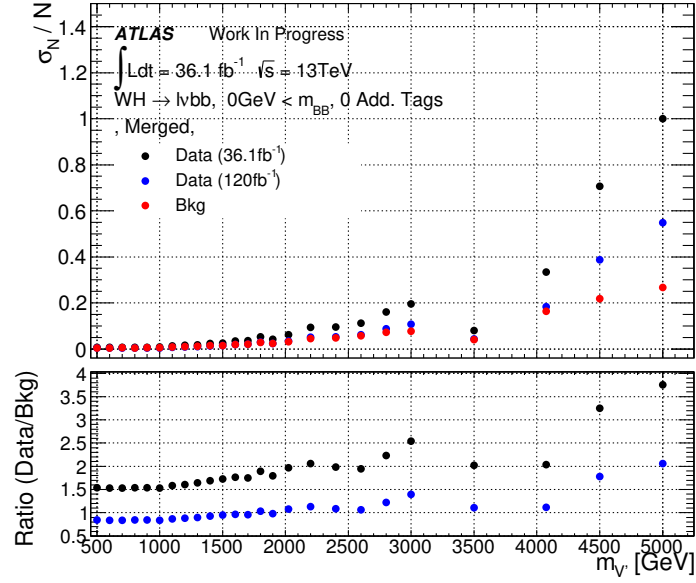 σ_N / N
ATLAS Work In Progress
∫Ldt = 36.1 fb⁻¹ √s = 13TeV
WH → lνbb, 0GeV < m_BB, 0 Add. Tags
, Merged,
Data (36.1fb⁻¹)
Data (120fb⁻¹)
Bkg
1.4
1.2
1
0.8
0.6
0.4
0.2
0
Ratio (Data/Bkg)
4
3.5
3
2.5
2
1.5
1
0.5
500 1000 1500 2000 2500 3000 3500 4000 4500 5000
m_V' [GeV]